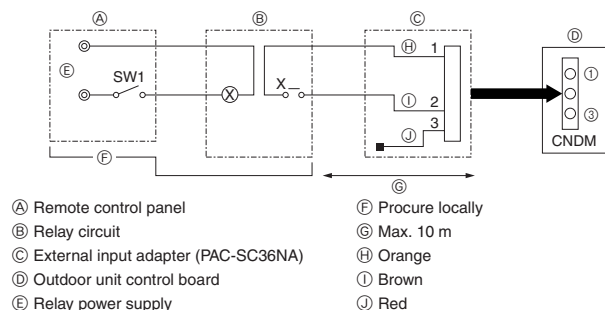 Ⓐ Ⓑ Ⓒ Ⓓ
Ⓔ SW1 X X Ⓗ 1 ①
Ⓘ 2
Ⓙ 3 ③
CNDM
Ⓕ Ⓖ
Ⓐ Remote control panel
Ⓑ Relay circuit
Ⓒ External input adapter (PAC-SC36NA)
Ⓓ Outdoor unit control board
Ⓔ Relay power supply
Ⓕ Procure locally
Ⓖ Max. 10 m
Ⓗ Orange
Ⓘ Brown
Ⓙ Red